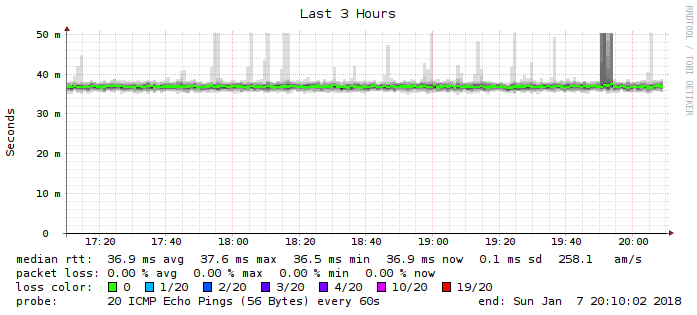 Last 3 Hours
RRDTOOL / TOBI OETIKER
Seconds
50 m
40 m
30 m
20 m
10 m
0
17:20 17:40 18:00 18:20 18:40 19:00 19:20 19:40 20:00
median rtt: 36.9 ms avg 37.6 ms max 36.5 ms min 36.9 ms now 0.1 ms sd 258.1 am/s
packet loss: 0.00 % avg 0.00 % max 0.00 % min 0.00 % now
loss color: 0 1/20 2/20 3/20 4/20 10/20 19/20
probe: 20 ICMP Echo Pings (56 Bytes) every 60s end: Sun Jan 7 20:10:02 2018